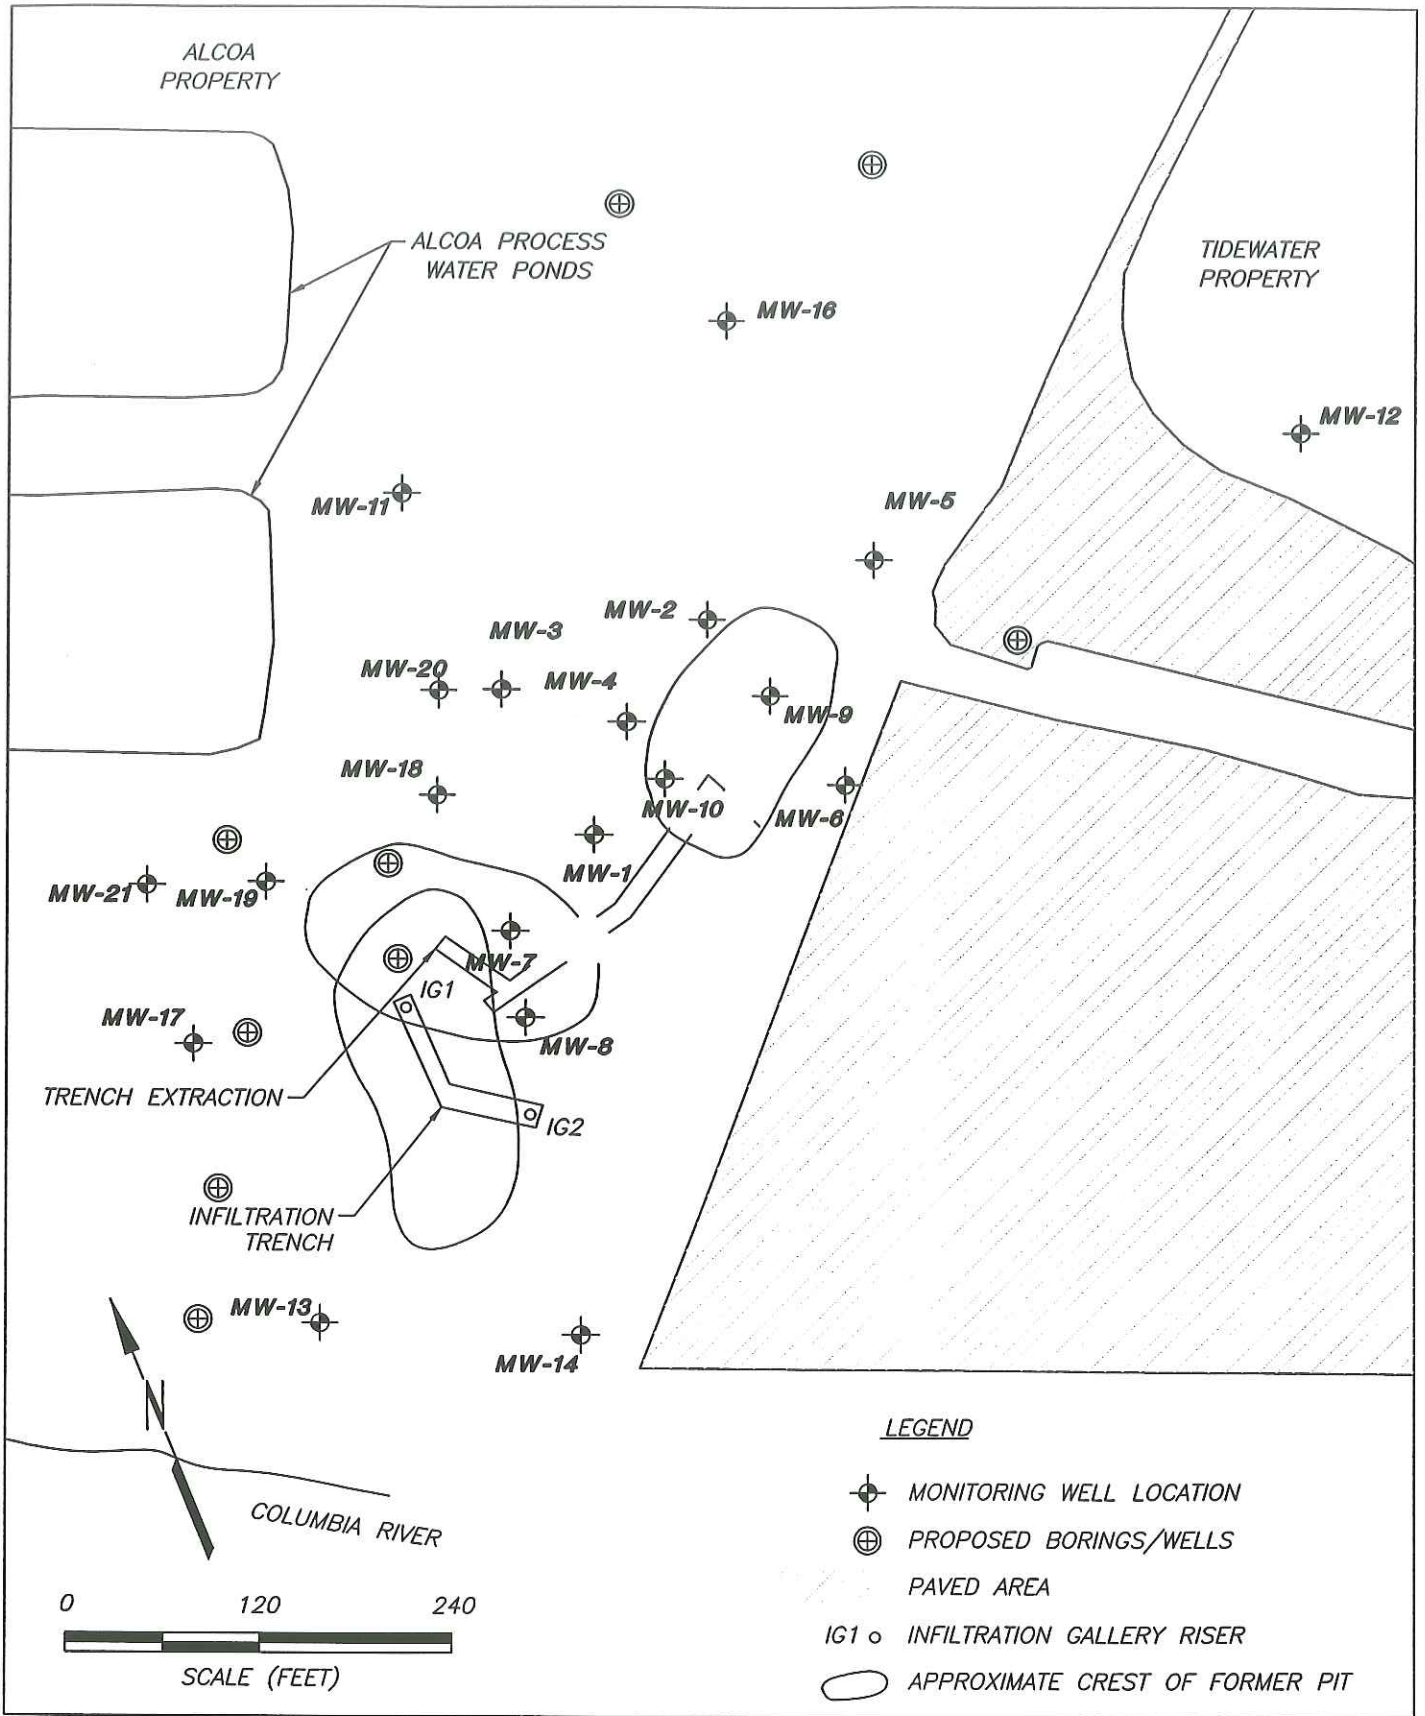 ALCOA
PROPERTY
ALCOA PROCESS
WATER PONDS
TIDEWATER
PROPERTY
MW-16
MW-12
MW-11
MW-5
MW-2
MW-3
MW-20
MW-4
MW-9
MW-18
MW-10
MW-6
MW-1
MW-21
MW-19
MW-7
IG1
MW-17
MW-8
TRENCH EXTRACTION
IG2
INFILTRATION
TRENCH
MW-13
MW-14
N
COLUMBIA RIVER
0 120 240
SCALE (FEET)
LEGEND
MONITORING WELL LOCATION
PROPOSED BORINGS/WELLS
PAVED AREA
IG1 INFILTRATION GALLERY RISER
APPROXIMATE CREST OF FORMER PIT